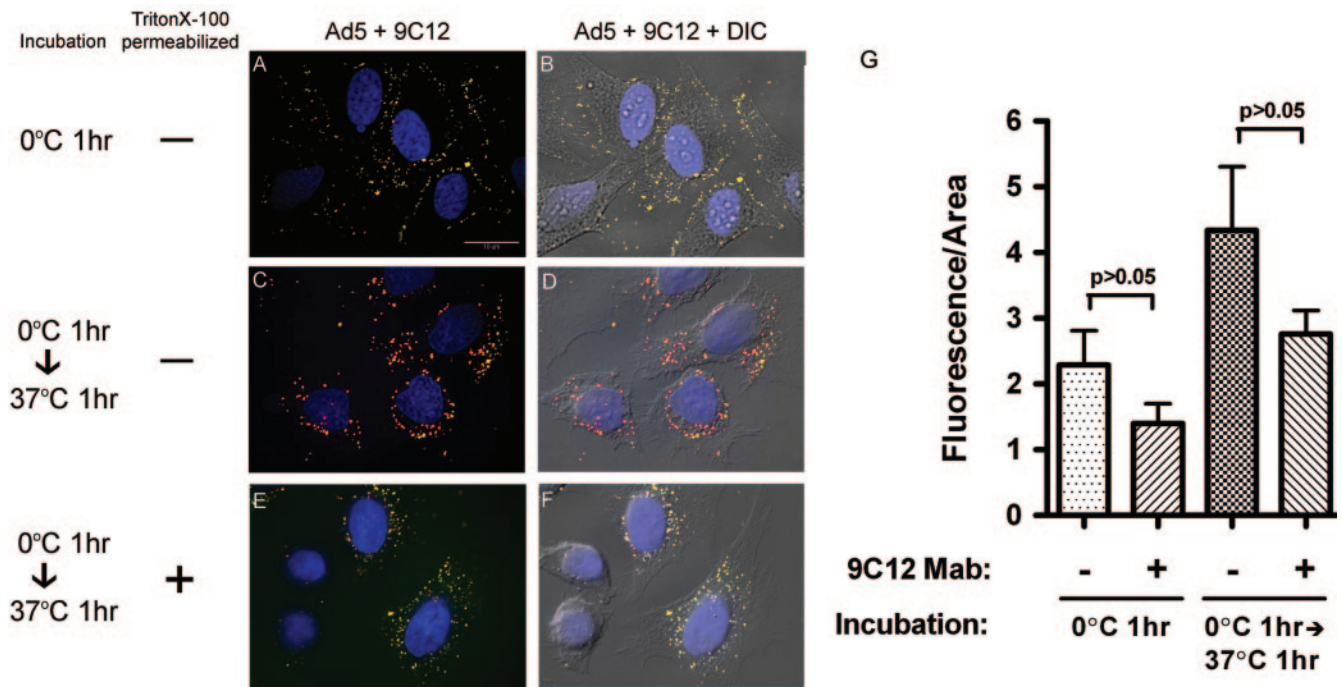 Incubation
TritonX-100
permeabilized
Ad5 + 9C12
Ad5 + 9C12 + DIC
0°C 1hr
−
A
B
0°C 1hr
↓
37°C 1hr
−
C
D
0°C 1hr
↓
37°C 1hr
+
E
F
G
Fluorescence/Area
6
5
4
3
2
1
0
p>0.05
p>0.05
9C12 Mab:
- + - +
Incubation:
0°C 1hr
0°C 1hr→
37°C 1hr